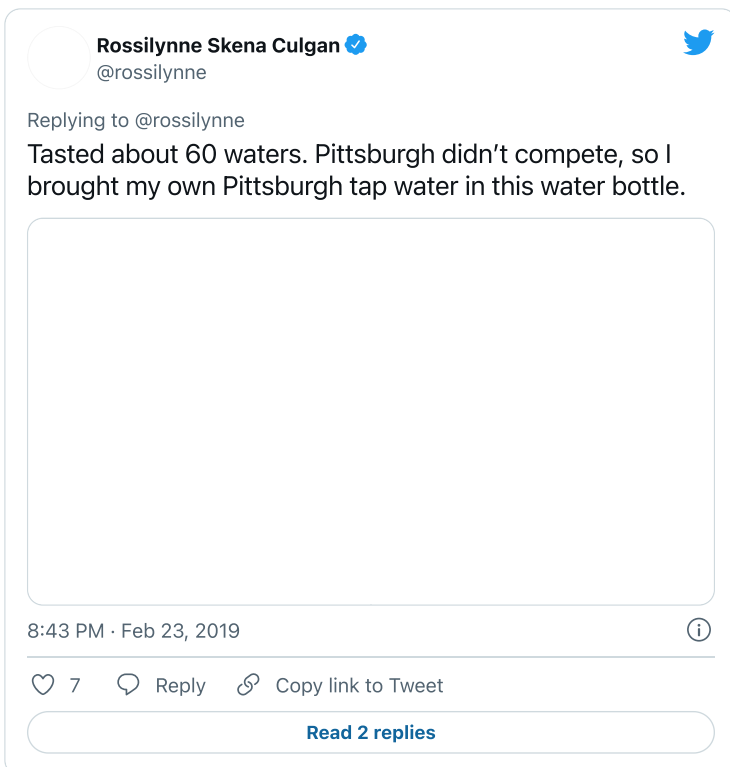 Rossilynne Skena Culgan
@rossilynne
Replying to @rossilynne
Tasted about 60 waters. Pittsburgh didn’t compete, so I
brought my own Pittsburgh tap water in this water bottle.
8:43 PM · Feb 23, 2019
7 Reply Copy link to Tweet
Read 2 replies